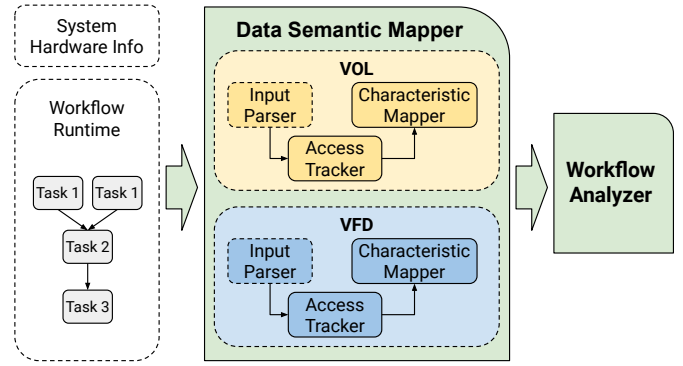 System
Hardware Info
Workflow
Runtime
Task 1
Task 1
Task 2
Task 3
Data Semantic Mapper
VOL
Input
Parser
Characteristic
Mapper
Access
Tracker
VFD
Input
Parser
Characteristic
Mapper
Access
Tracker
Workflow
Analyzer